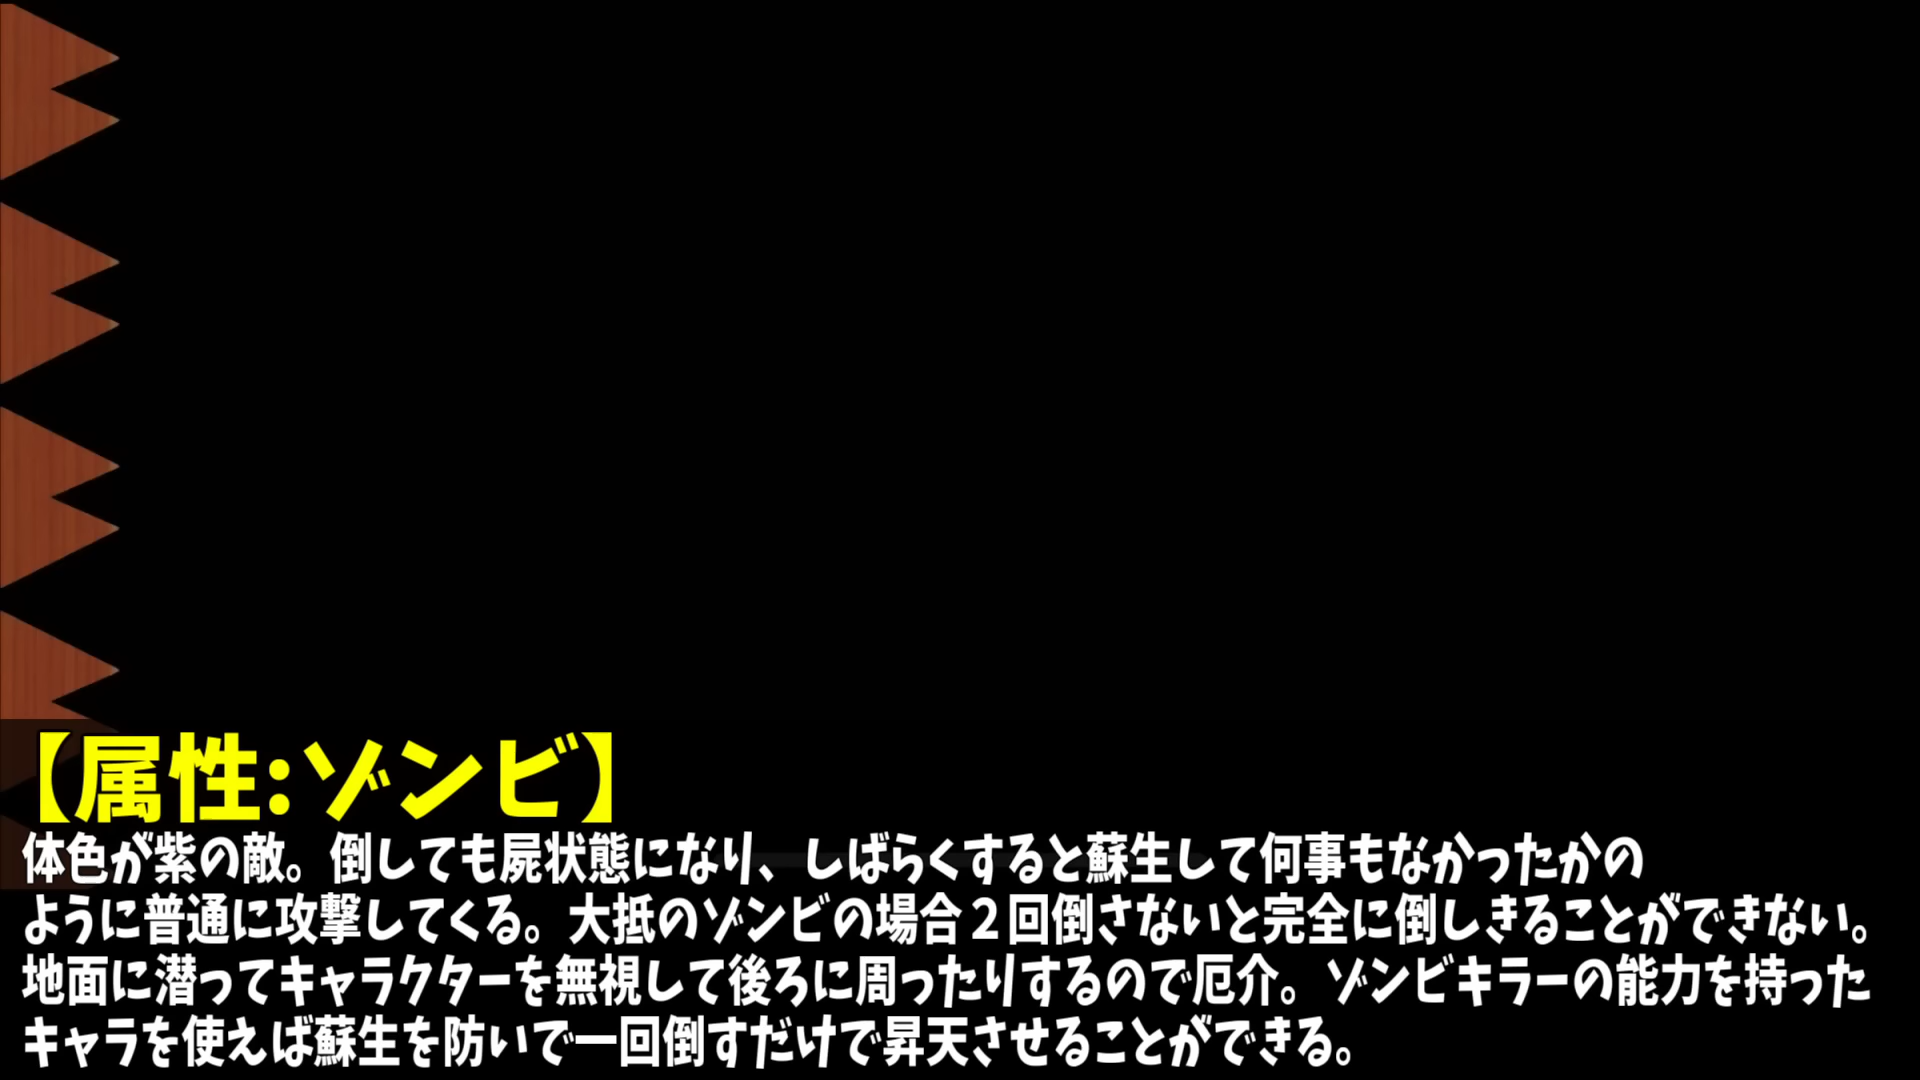 【属性:ゾンビ】
体色が紫の敵。倒しても屍状態になり、しばらくすると蘇生して何事もなかったかの
ように普通に攻撃してくる。大抵のゾンビの場合２回倒さないと完全に倒しきることができない。
地面に潜ってキャラクターを無視して後ろに周ったりするので厄介。ゾンビキラーの能力を持った
キャラを使えば蘇生を防いで一回倒すだけで昇天させることができる。